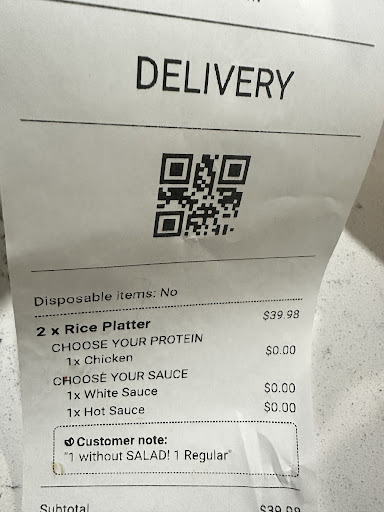 DELIVERY
Disposable items: No
2 x Rice Platter $39.98
CHOOSE YOUR PROTEIN
1x Chicken $0.00
CHOOSE YOUR SAUCE
1x White Sauce $0.00
1x Hot Sauce $0.00
Customer note:
"1 without SALAD! 1 Regular"
Subtotal